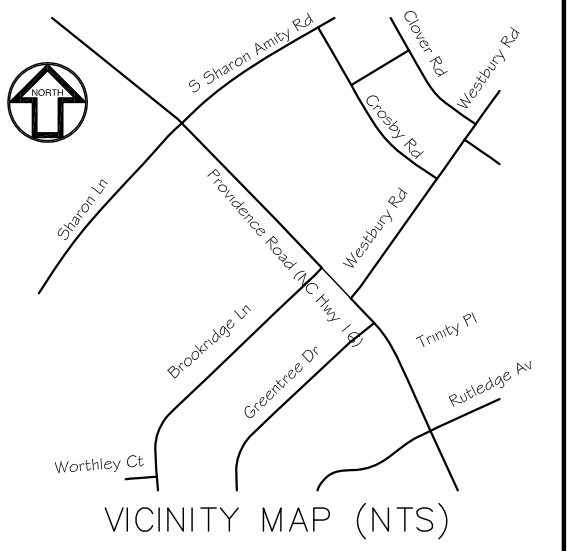 Clover Rd
S Sharon Amity Rd
Westbury Rd
NORTH
Crosby Rd
Sharon Ln
Providence Road (NC Hwy 16)
Westbury Rd
Brookridge Ln
Trinity Pl
Greentree Dr
Rutledge Av
Worthley Ct
VICINITY MAP (NTS)